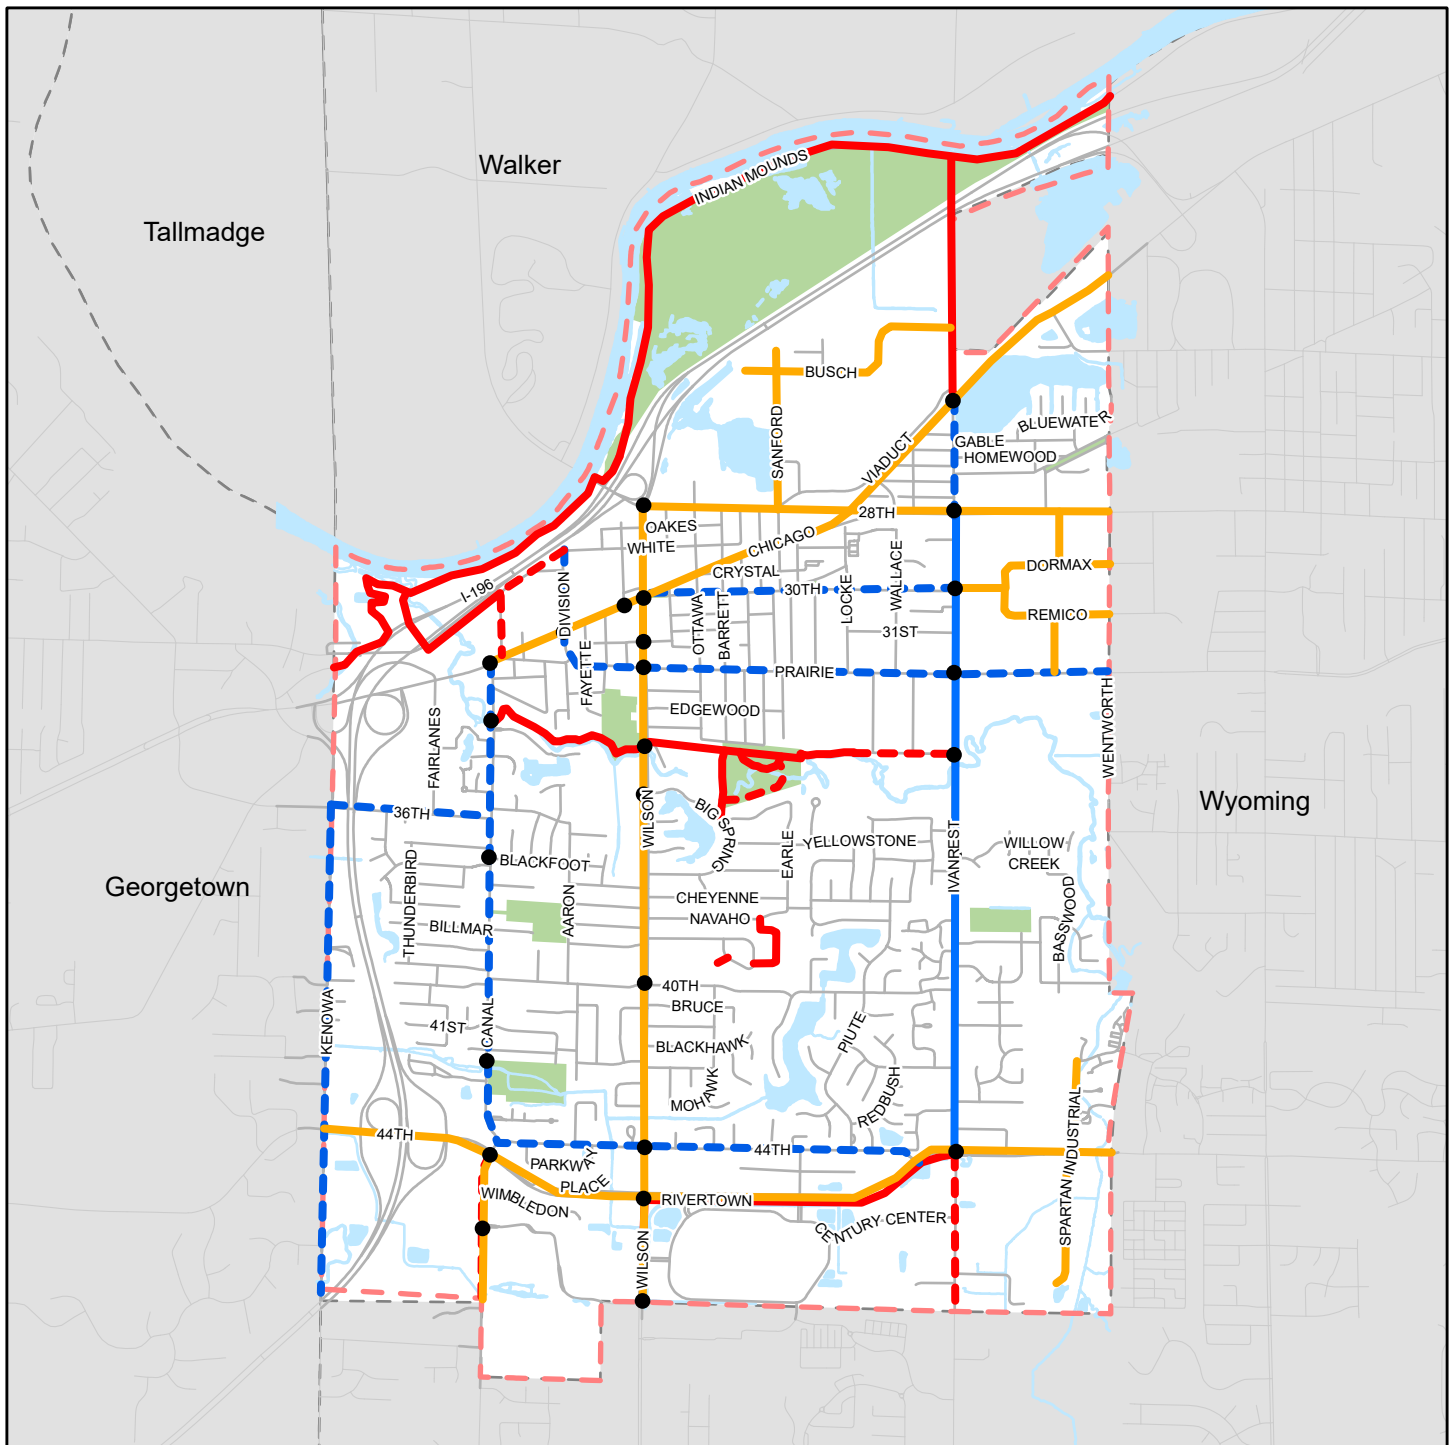 Walker
Tallmadge
INDIAN MOUNDS
BUSCH
SANFORD
VIADUCT
BLUEWATER
GABLE
HOMEWOOD
28TH
OAKES
WHITE
CHICAGO
CRYSTAL
I-196
DIVISION
30TH
LOCKE
WALLACE
DORMAX
REMICO
OTTAWA
BARRETT
31ST
FAYETTE
PRAIRIE
EDGEWOOD
WENTWORTH
FAIRLANES
36TH
WILSON
BIG SPRING
EARLE
YELLOWSTONE
IVANREST
WILLOW
CREEK
Wyoming
Georgetown
THUNDERBIRD
BLACKFOOT
AARON
BILLMAR
CHEYENNE
NAVAHO
BASSWOOD
KENOWA
CANAL
41ST
40TH
BRUCE
BLACKHAWK
MOHAWK
PIUTE
REDBUSH
44TH
44TH
PARKWAY
PLACE
WIMBLEDON
RIVERTOWN
CENTURY CENTER
SPARTAN INDUSTRIAL
WILSON